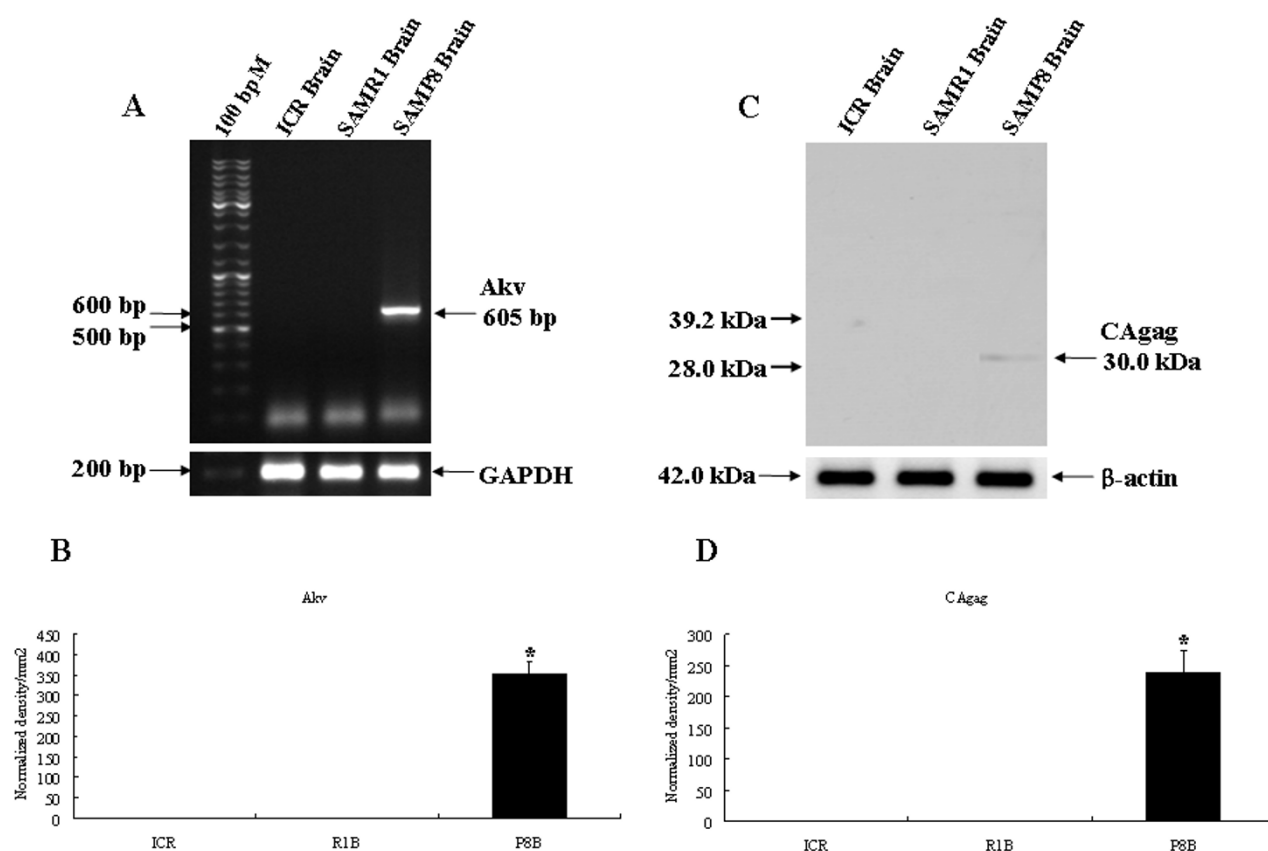 A
100 bp M
ICR Brain
SAMR1 Brain
SAMP8 Brain
600 bp
500 bp
Akv
605 bp
200 bp
GAPDH
C
ICR Brain
SAMR1 Brain
SAMP8 Brain
39.2 kDa
28.0 kDa
CAgag
30.0 kDa
42.0 kDa
β-actin
B
Akv
Normalized density/mm2
450
400
350
300
250
200
150
100
50
0
*
ICR
R1B
P8B
D
CAgag
Normalized density/mm2
300
250
200
150
100
50
0
*
ICR
R1B
P8B